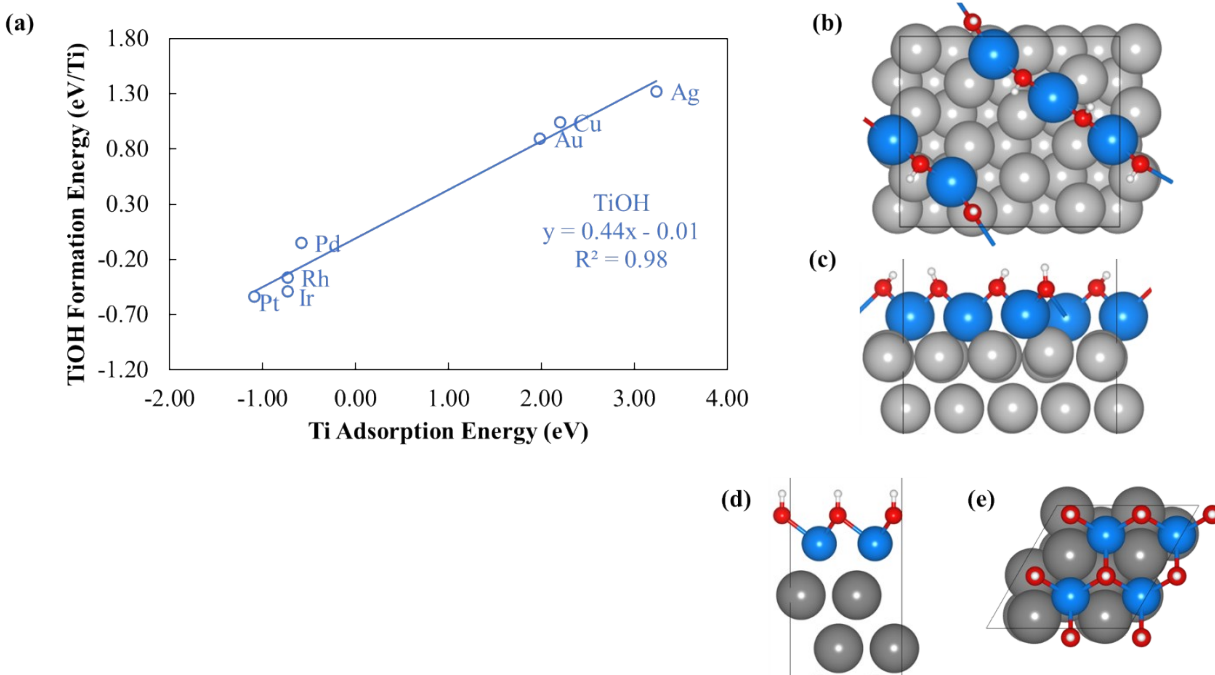 (a)
TiOH Formation Energy (eV/Ti)
1.80
1.30
0.80
0.30
-0.20
-0.70
-1.20
Ag
Cu
Au
Pd
Rh
Pt
Ir
TiOH
y = 0.44x - 0.01
R² = 0.98
-2.00 -1.00 0.00 1.00 2.00 3.00 4.00
Ti Adsorption Energy (eV)
(b)
(c)
(d)
(e)